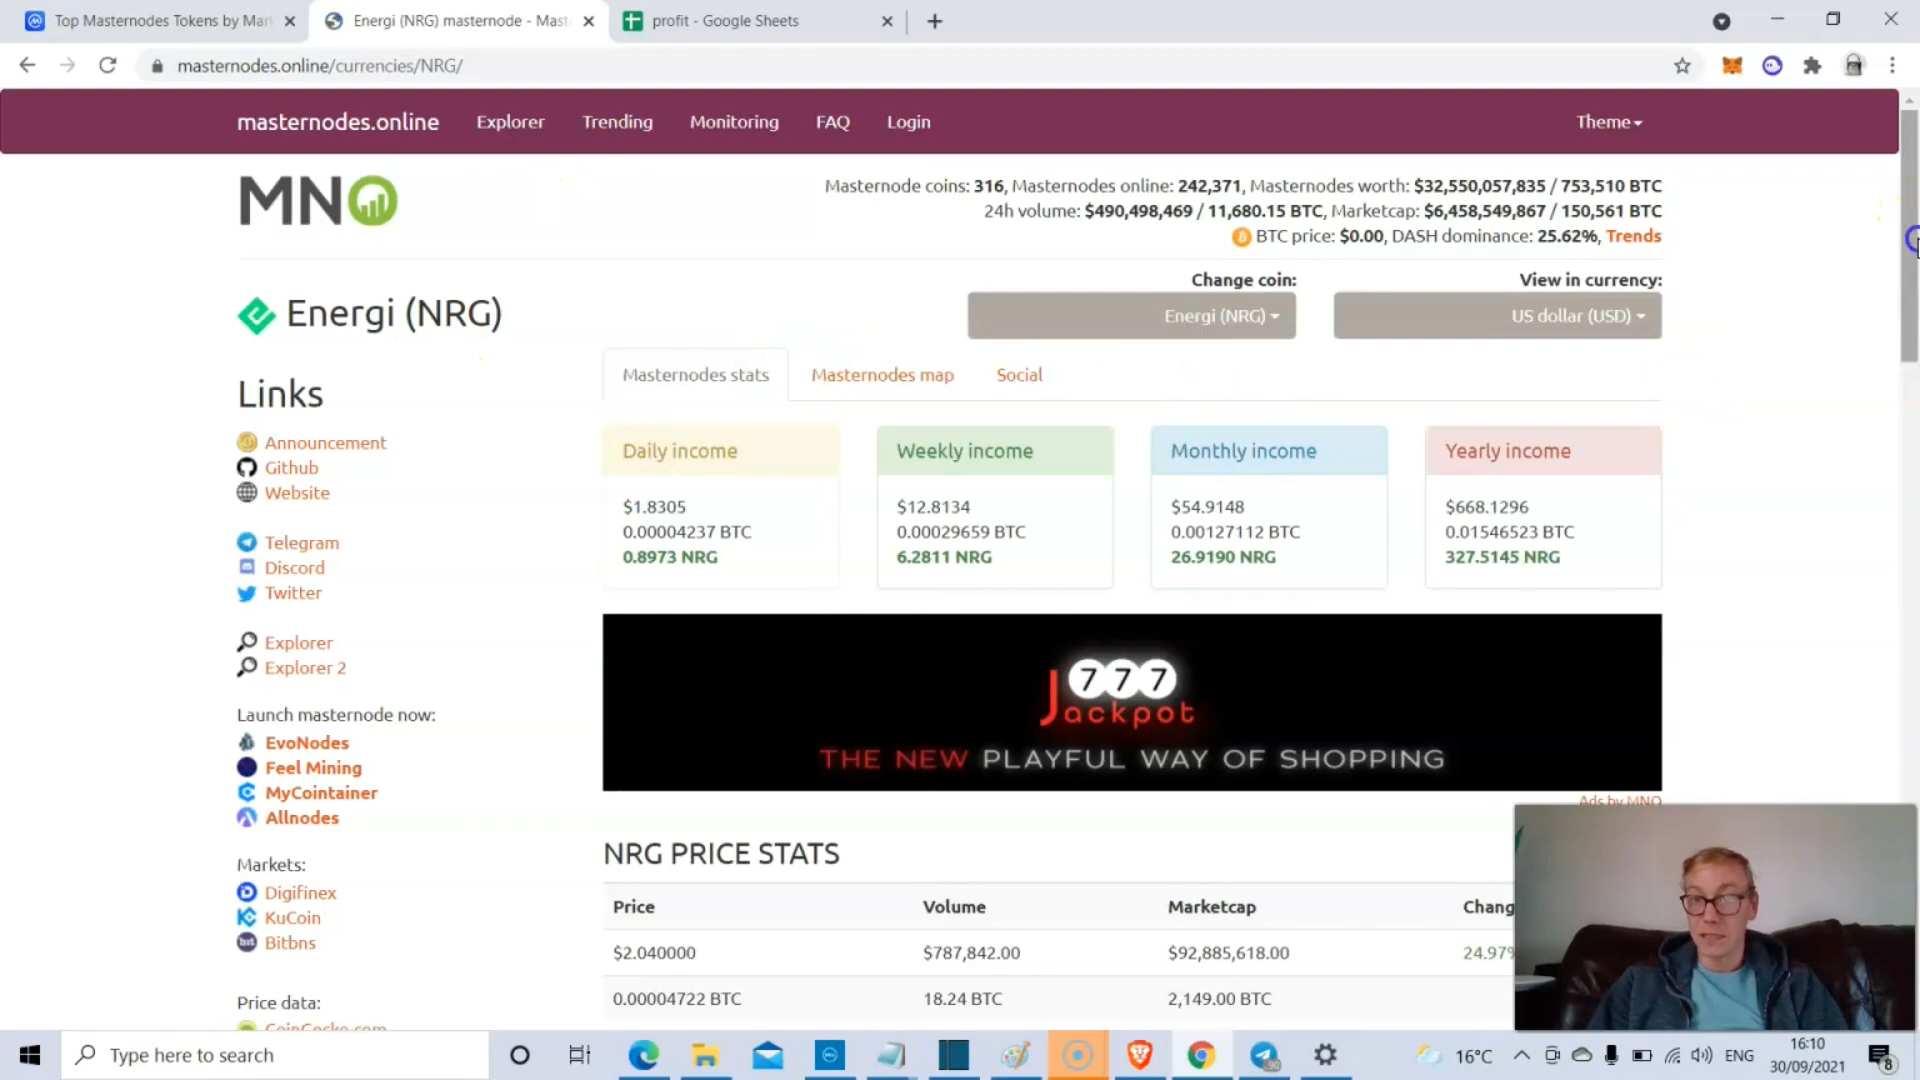 Top Masternodes Tokens by Mar
Energi (NRG) masternode - Mast
profit - Google Sheets
masternodes.online/currencies/NRG/
masternodes.online
Explorer
Trending
Monitoring
FAQ
Login
Theme
MNO
Masternode coins: 316, Masternodes online: 242,371, Masternodes worth: $32,550,057,835 / 753,510 BTC
24h volume: $490,498,469 / 11,680.15 BTC, Marketcap: $6,458,549,867 / 150,561 BTC
BTC price: $0.00, DASH dominance: 25.62%, Trends
Change coin:
View in currency:
Energi (NRG)
Energi (NRG)
US dollar (USD)
Links
Announcement
Github
Website
Telegram
Discord
Twitter
Explorer
Explorer 2
Launch masternode now:
EvoNodes
Feel Mining
MyCointainer
Allnodes
Markets:
Digifinex
KuCoin
Bitbns
Price data:
CoinGecko.com
Masternodes stats
Masternodes map
Social
Daily income
$1.8305
0.00004237 BTC
0.8973 NRG
Weekly income
$12.8134
0.00029659 BTC
6.2811 NRG
Monthly income
$54.9148
0.00127112 BTC
26.9190 NRG
Yearly income
$668.1296
0.01546523 BTC
327.5145 NRG
777
Jackpot
THE NEW PLAYFUL WAY OF SHOPPING
Ads by MNO
NRG PRICE STATS
Price Volume Marketcap Chang
$2.040000 $787,842.00 $92,885,618.00 24.97%
0.00004722 BTC 18.24 BTC 2,149.00 BTC
Type here to search
16°C
ENG
16:10
30/09/2021
8